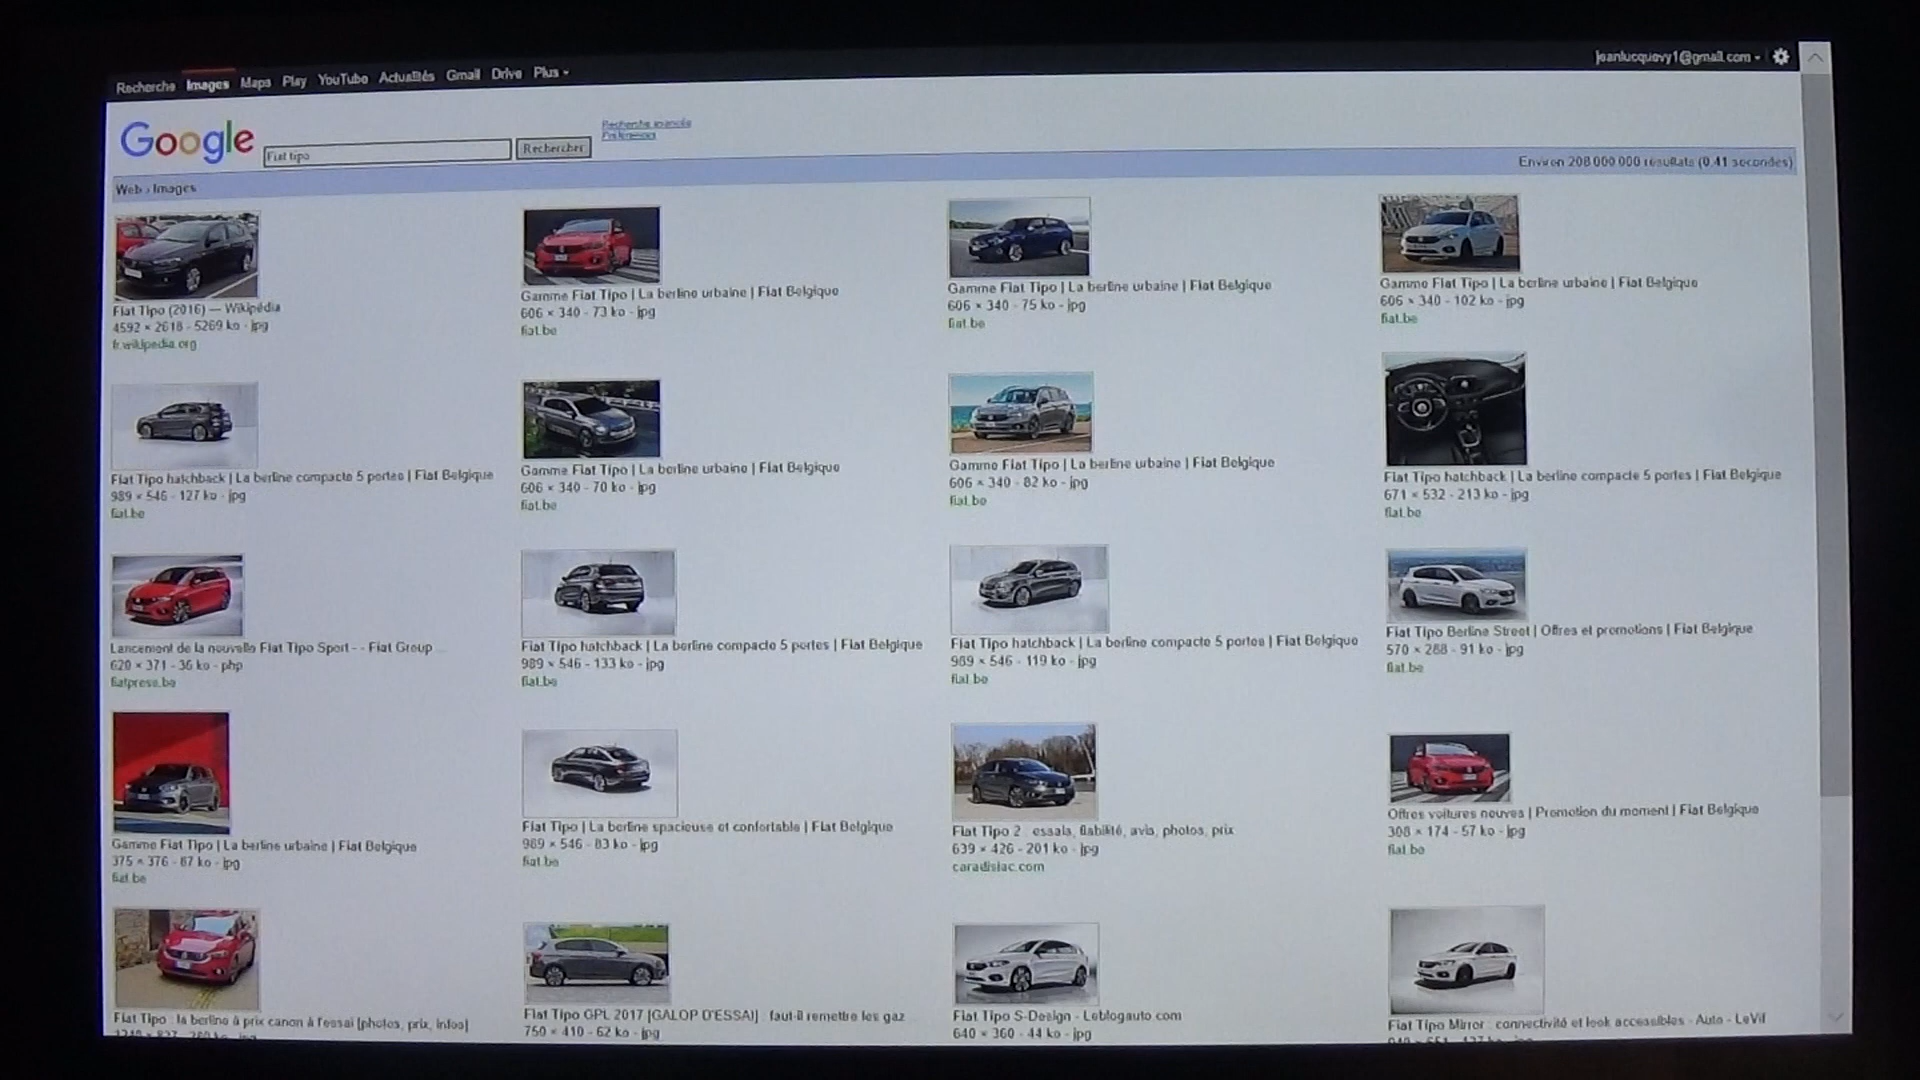 Recherche Images Maps Play YouTube Actualités Gmail Drive Plus
jeanlucquevy1@gmail.com
Google
Fiat tipo
Rechercher
Recherche avancée
Préférences
Environ 208 000 000 résultats (0.41 secondes)
Web › Images
Fiat Tipo (2016) — Wikipédia
4592 × 2618 - 5269 ko - jpg
fr.wikipedia.org
Gamme Fiat Tipo | La berline urbaine | Fiat Belgique
606 × 340 - 73 ko - jpg
fiat.be
Gamme Fiat Tipo | La berline urbaine | Fiat Belgique
606 × 340 - 75 ko - jpg
fiat.be
Gamme Fiat Tipo | La berline urbaine | Fiat Belgique
606 × 340 - 102 ko - jpg
fiat.be
Fiat Tipo hatchback | La berline compacte 5 portes | Fiat Belgique
989 × 546 - 127 ko - jpg
fiat.be
Gamme Fiat Tipo | La berline urbaine | Fiat Belgique
606 × 340 - 70 ko - jpg
fiat.be
Gamme Fiat Tipo | La berline urbaine | Fiat Belgique
606 × 340 - 82 ko - jpg
fiat.be
Fiat Tipo hatchback | La berline compacte 5 portes | Fiat Belgique
671 × 532 - 213 ko - jpg
fiat.be
Lancement de la nouvelle Fiat Tipo Sport - - Fiat Group ...
620 × 371 - 36 ko - php
fiatpress.be
Fiat Tipo hatchback | La berline compacte 5 portes | Fiat Belgique
989 × 546 - 133 ko - jpg
fiat.be
Fiat Tipo hatchback | La berline compacte 5 portes | Fiat Belgique
989 × 546 - 119 ko - jpg
fiat.be
Fiat Tipo Berline Street | Offres et promotions | Fiat Belgique
570 × 288 - 91 ko - jpg
fiat.be
Gamme Fiat Tipo | La berline urbaine | Fiat Belgique
375 × 376 - 87 ko - jpg
fiat.be
Fiat Tipo | La berline spacieuse et confortable | Fiat Belgique
989 × 546 - 83 ko - jpg
fiat.be
Fiat Tipo 2 : essais, fiabilité, avis, photos, prix
639 × 426 - 201 ko - jpg
caradisiac.com
Offres voitures neuves | Promotion du moment | Fiat Belgique
308 × 174 - 57 ko - jpg
fiat.be
Fiat Tipo : la berline à prix canon à l'essai [photos, prix, infos]
Fiat Tipo GPL 2017 [GALOP D'ESSAI] : faut-il remettre les gaz ...
750 × 410 - 62 ko - jpg
Fiat Tipo S-Design - Leblogauto.com
640 × 360 - 44 ko - jpg
Fiat Tipo Mirror : connectivité et look accessibles - Auto - LeVif